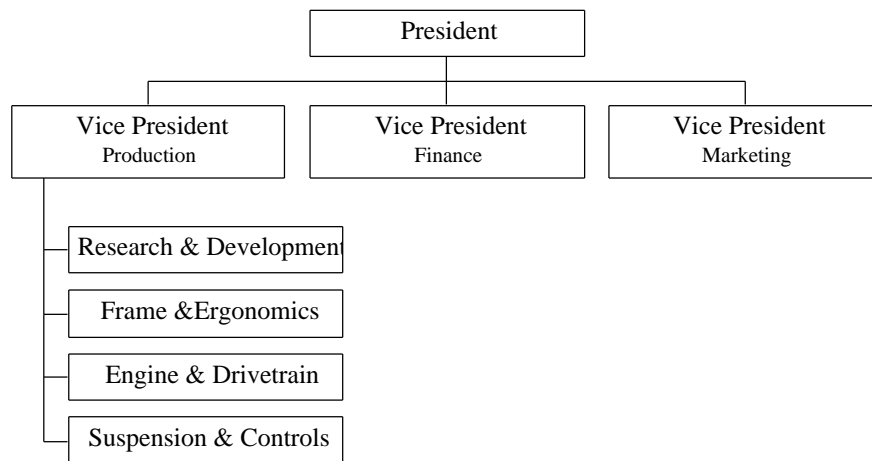 President
Vice President
Production
Vice President
Finance
Vice President
Marketing
Research & Development
Frame &Ergonomics
Engine & Drivetrain
Suspension & Controls